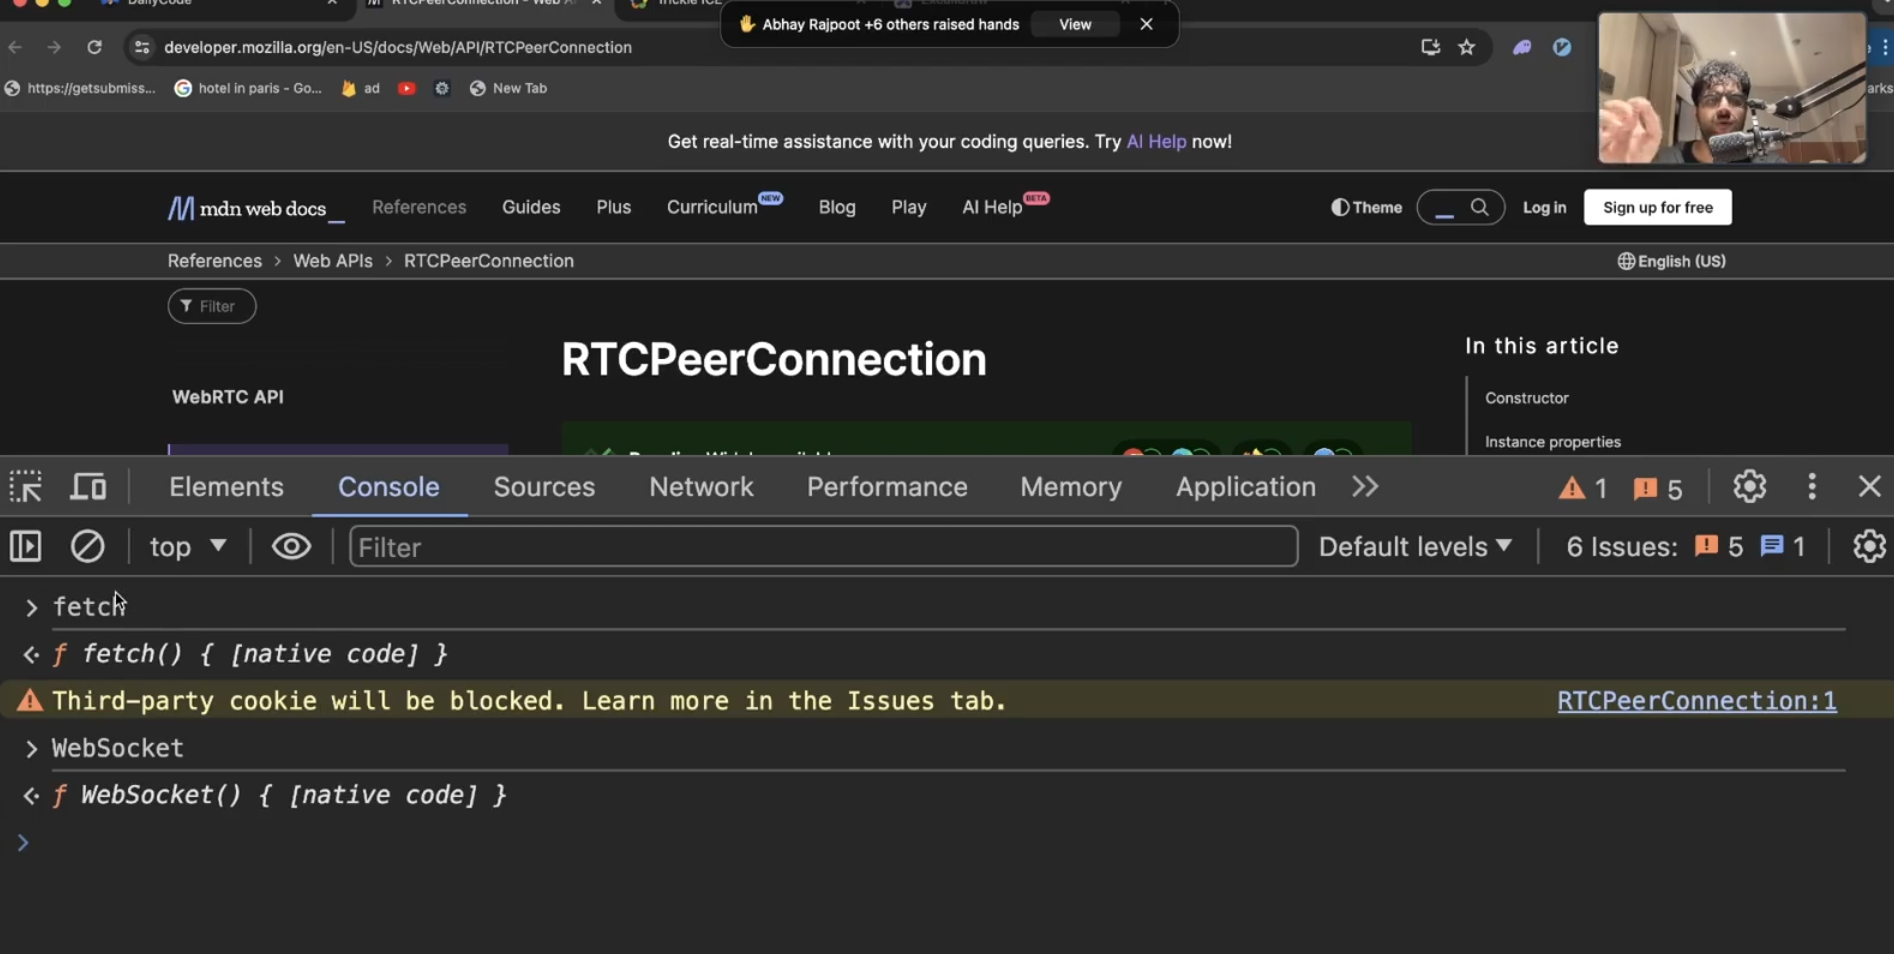 DailyCode
RTCPeerConnection - Web A
Trickle ICE
Excalidraw
Abhay Rajpoot +6 others raised hands
View
developer.mozilla.org/en-US/docs/Web/API/RTCPeerConnection
https://getsubmiss...
hotel in paris - Go...
ad
New Tab
arks
Get real-time assistance with your coding queries. Try AI Help now!
mdn web docs_
References
Guides
Plus
Curriculum NEW
Blog
Play
AI Help BETA
Theme
Log in
Sign up for free
References > Web APIs > RTCPeerConnection
English (US)
Filter
RTCPeerConnection
In this article
WebRTC API
Constructor
Instance properties
Elements
Console
Sources
Network
Performance
Memory
Application
1
5
top
Filter
Default levels
6 Issues: 5 1
> fetch
f fetch() { [native code] }
Third-party cookie will be blocked. Learn more in the Issues tab.
RTCPeerConnection:1
> WebSocket
f WebSocket() { [native code] }
>